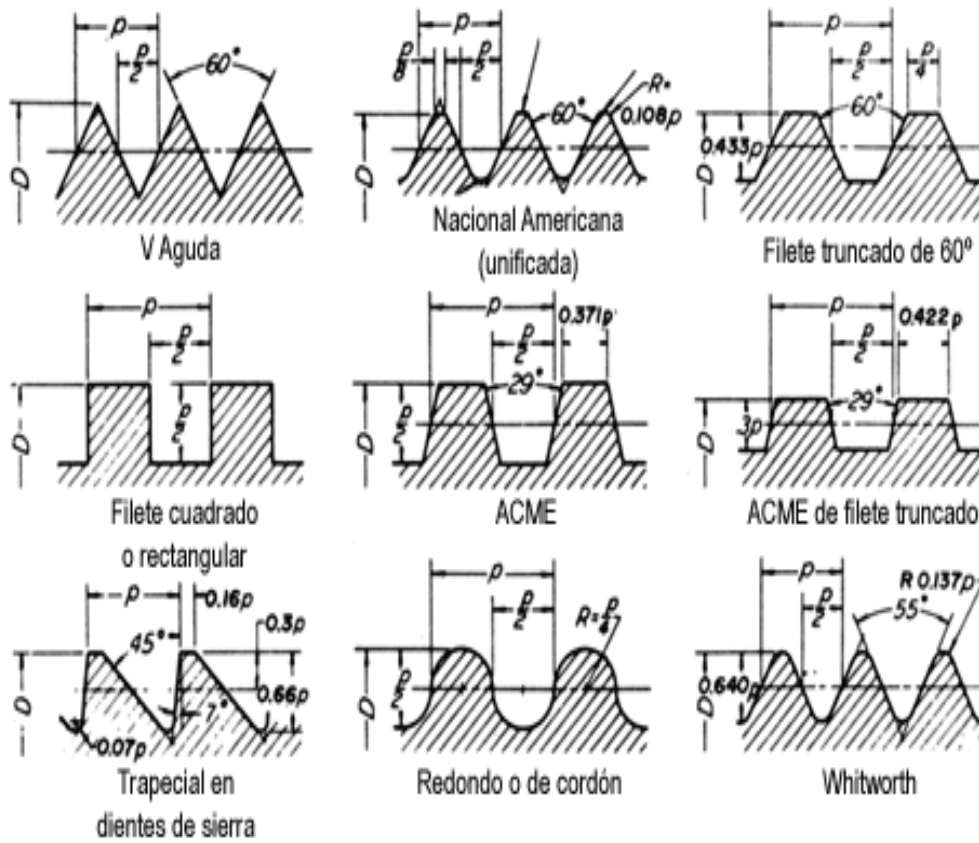 p
p/2
60°
D
V Aguda
p
p/8
p/2
60°
R=
0.108p
D
Nacional Americana
(unificada)
p
p/2
p/4
60°
0.433p
D
Filete truncado de 60º
p
p/2
p/2
D
Filete cuadrado
o rectangular
p
0.371p
p/2
29°
p/2
D
ACME
p
0.422p
p/2
29°
.3p
D
ACME de filete truncado
p
0.16p
0.3p
45°
0.66p
7°
0.07p
D
Trapecial en
dientes de sierra
p
p/2
R=p/4
p/2
D
Redondo o de cordón
p
R 0.137p
p/2
55°
0.640p
D
Whitworth